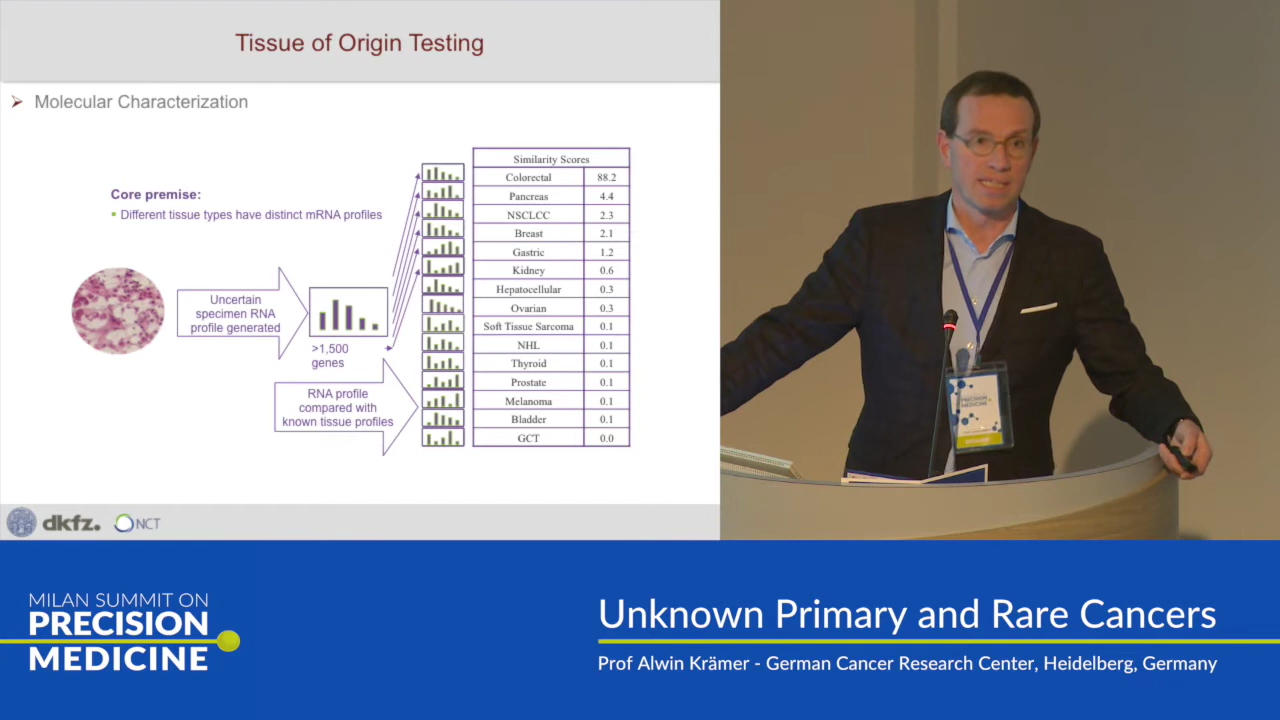 Tissue of Origin Testing
➢ Molecular Characterization
Core premise:
▪ Different tissue types have distinct mRNA profiles
Uncertain
specimen RNA
profile generated
>1,500
genes
RNA profile
compared with
known tissue profiles
Similarity Scores
Colorectal 88.2
Pancreas 4.4
NSCLCC 2.3
Breast 2.1
Gastric 1.2
Kidney 0.6
Hepatocellular 0.3
Ovarian 0.3
Soft Tissue Sarcoma 0.1
NHL 0.1
Thyroid 0.1
Prostate 0.1
Melanoma 0.1
Bladder 0.1
GCT 0.0
dkfz.
NCT
PRECISION
MEDICINE
MILAN SUMMIT ON
PRECISION
MEDICINE
Unknown Primary and Rare Cancers
Prof Alwin Krämer - German Cancer Research Center, Heidelberg, Germany